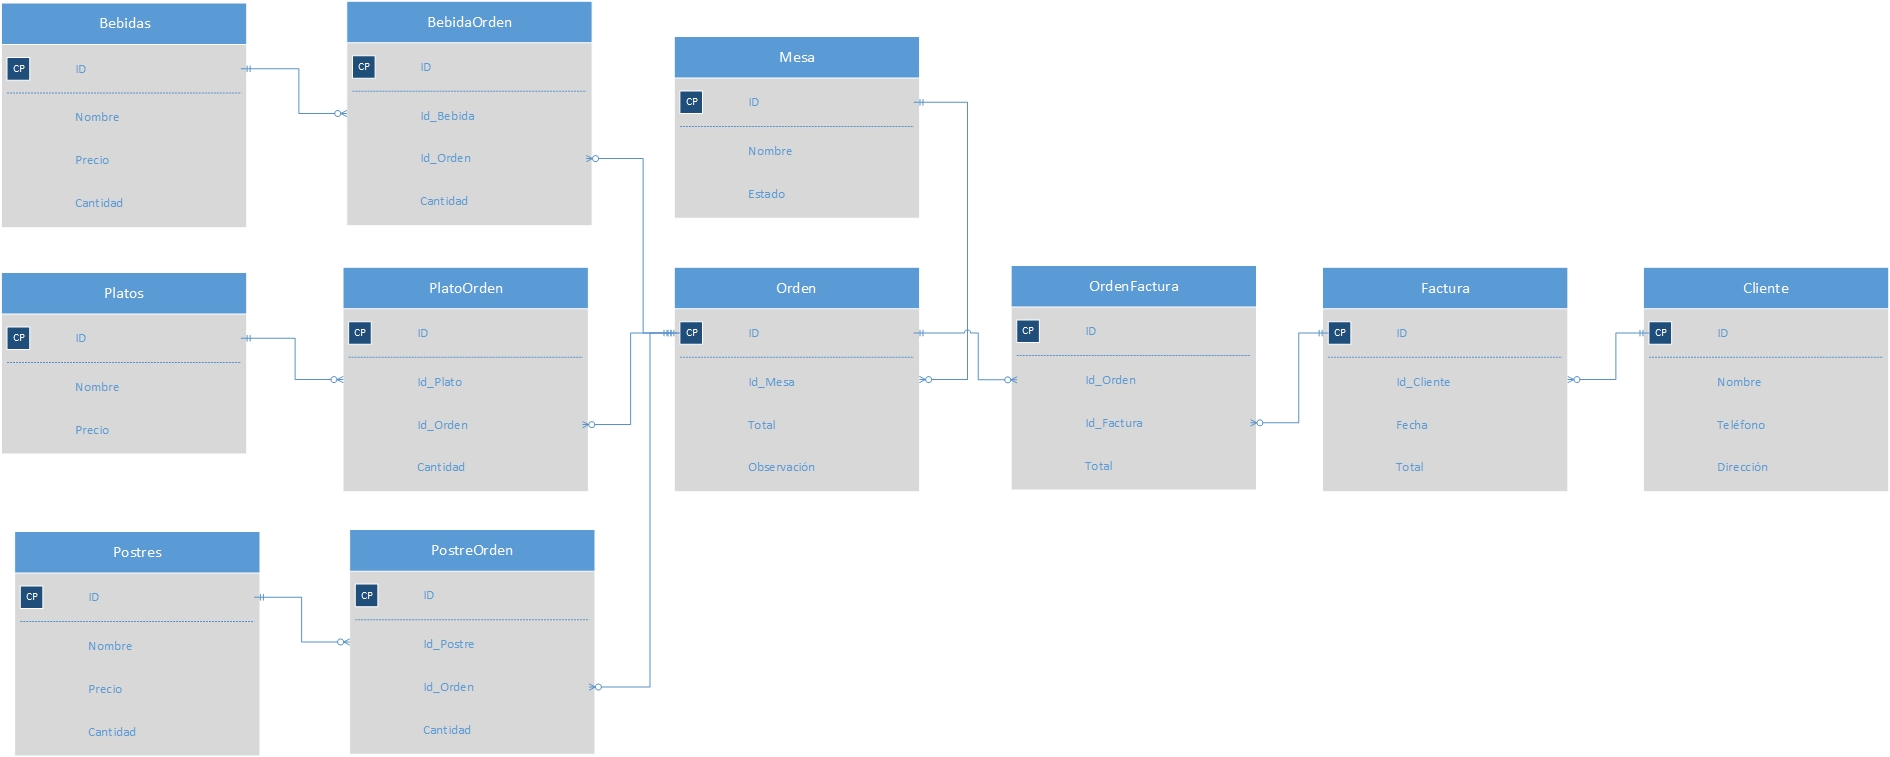 Bebidas
CP ID
Nombre
Precio
Cantidad
BebidaOrden
CP ID
Id_Bebida
Id_Orden
Cantidad
Mesa
CP ID
Nombre
Estado
Platos
CP ID
Nombre
Precio
PlatoOrden
CP ID
Id_Plato
Id_Orden
Cantidad
Orden
CP ID
Id_Mesa
Total
Observación
OrdenFactura
CP ID
Id_Orden
Id_Factura
Total
Factura
CP ID
Id_Cliente
Fecha
Total
Cliente
CP ID
Nombre
Teléfono
Dirección
Postres
CP ID
Nombre
Precio
Cantidad
PostreOrden
CP ID
Id_Postre
Id_Orden
Cantidad